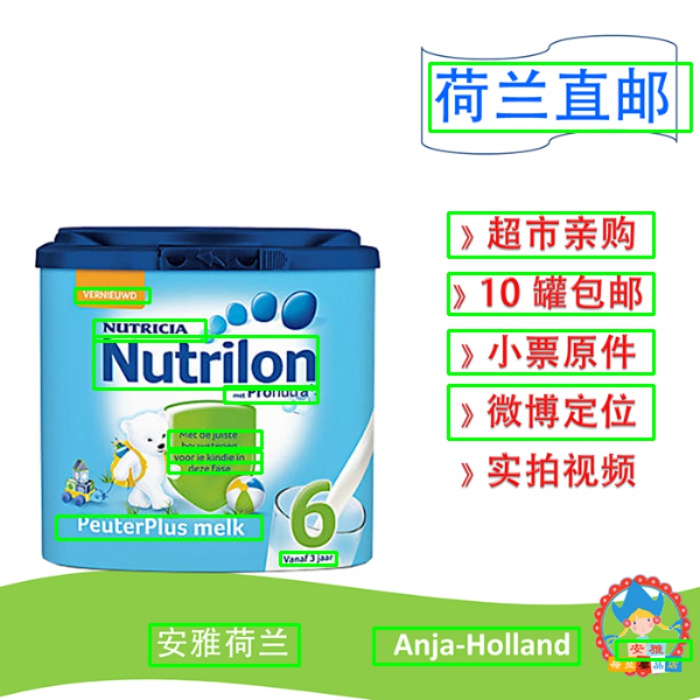 荷兰直邮
》超市亲购
》10 罐包邮
》小票原件
》微博定位
》实拍视频
VERNIEUWD
NUTRICIA
Nutrilon
met Pronutra
Met de juiste
bouwstenen
voor je kindje in
deze fase
PeuterPlus melk
6
Vanaf 3 jaar
安雅荷兰
Anja-Holland
安雅